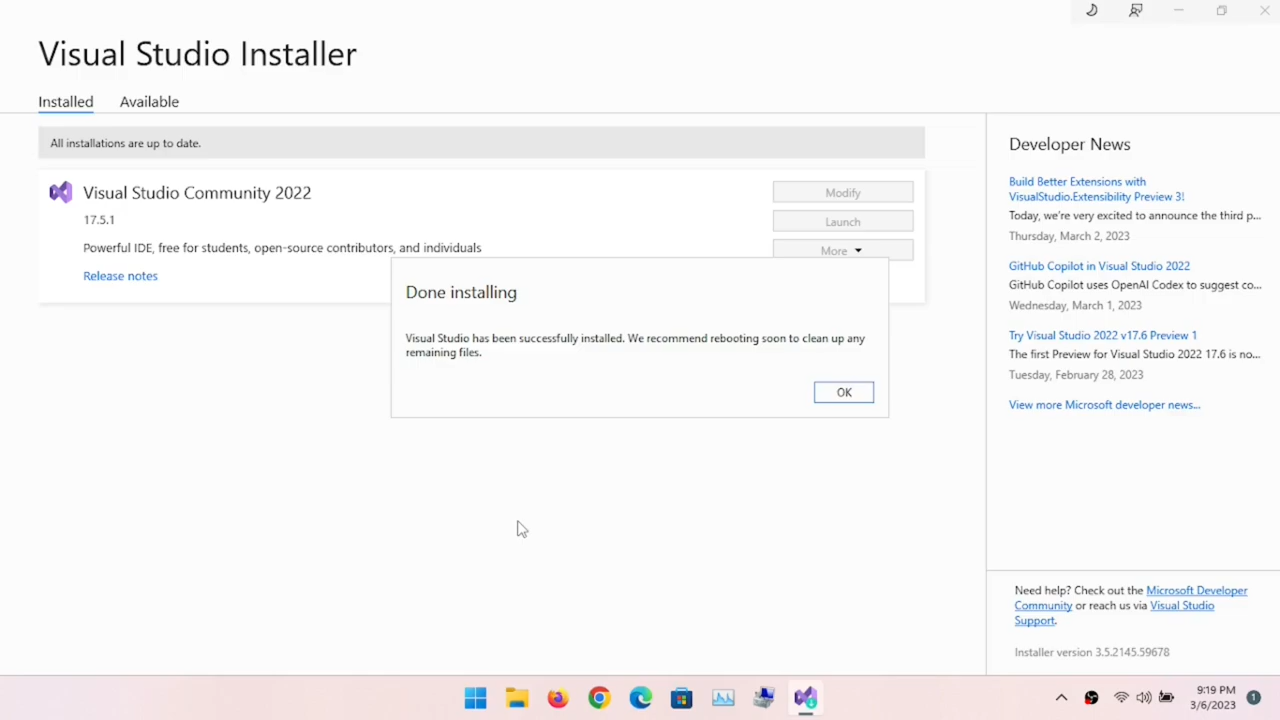 Visual Studio Installer
Installed
Available
All installations are up to date.
Visual Studio Community 2022
17.5.1
Powerful IDE, free for students, open-source contributors, and individuals
Release notes
Modify
Launch
More
Done installing
Visual Studio has been successfully installed. We recommend rebooting soon to clean up any
remaining files.
OK
Developer News
Build Better Extensions with
VisualStudio.Extensibility Preview 3!
Today, we're very excited to announce the third p...
Thursday, March 2, 2023
GitHub Copilot in Visual Studio 2022
GitHub Copilot uses OpenAI Codex to suggest co...
Wednesday, March 1, 2023
Try Visual Studio 2022 v17.6 Preview 1
The first Preview for Visual Studio 2022 17.6 is no...
Tuesday, February 28, 2023
View more Microsoft developer news...
Need help? Check out the Microsoft Developer
Community or reach us via Visual Studio
Support.
Installer version 3.5.2145.59678
9:19 PM
3/6/2023
1